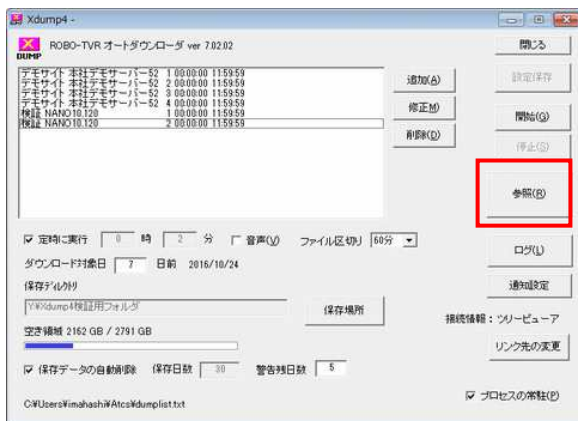 Xdump4 -
DUMP
ROBO-TVR オートダウンローダ ver 7.02.02
閉じる
デモサイト 本社デモサーバー52 1 00:00:00 11:59:59
デモサイト 本社デモサーバー52 2 00:00:00 11:59:59
デモサイト 本社デモサーバー52 3 00:00:00 11:59:59
デモサイト 本社デモサーバー52 4 00:00:00 11:59:59
検証 NANO10.120 1 00:00:00 11:59:59
検証 NANO10.120 2 00:00:00 11:59:59
追加(A)
修正(M)
削除(D)
設定保存
開始(G)
停止(S)
参照(R)
定時に実行 0 時 2 分 音声(V) ファイル区切り 60分
ログ(L)
ダウンロード対象日 7 日前 2016/10/24
保存ディレクトリ
通知設定
Y:¥Xdump4検証用フォルダ
保存場所
接続情報：ツリービューア
空き領域 2162 GB / 2791 GB
リンク先の変更
保存データの自動削除 保存日数 30 警告残日数 5
プロセスの常駐(P)
C:¥Users¥imahashi¥Atcs¥dumplist.txt